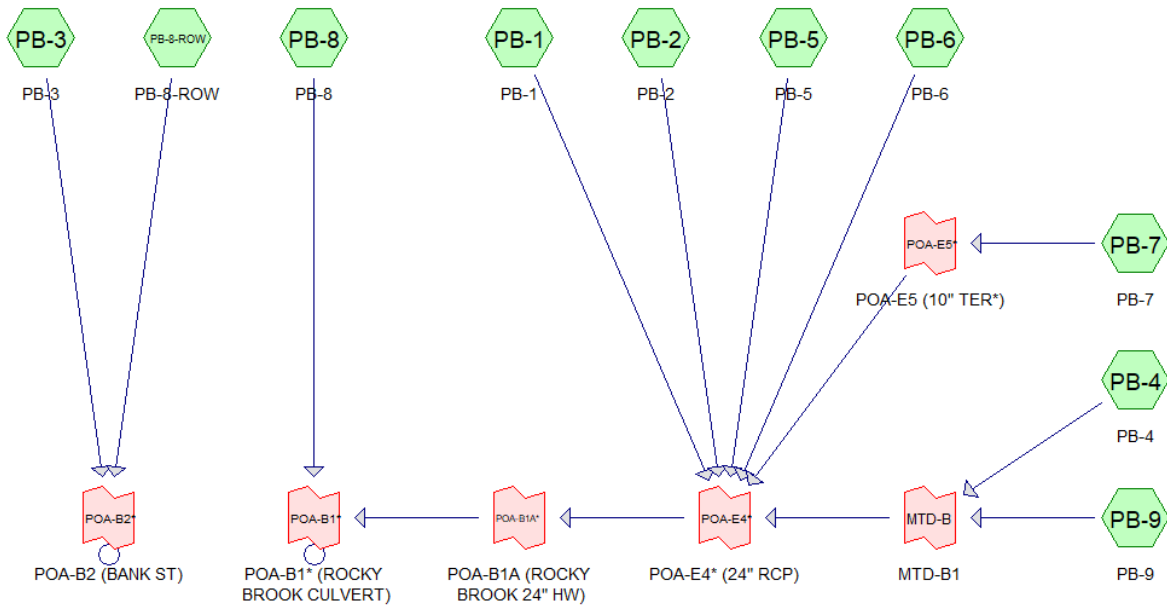 PB-3
PB-8-ROW
PB-8
PB-1
PB-2
PB-5
PB-6
PB-3
PB-8-ROW
PB-8
PB-1
PB-2
PB-5
PB-6
POA-E5*
PB-7
POA-E5 (10" TER*)
PB-7
PB-4
PB-4
POA-B2*
POA-B1*
POA-B1A*
POA-E4*
MTD-B
PB-9
POA-B2 (BANK ST)
POA-B1* (ROCKY
BROOK CULVERT)
POA-B1A (ROCKY
BROOK 24" HW)
POA-E4* (24" RCP)
MTD-B1
PB-9